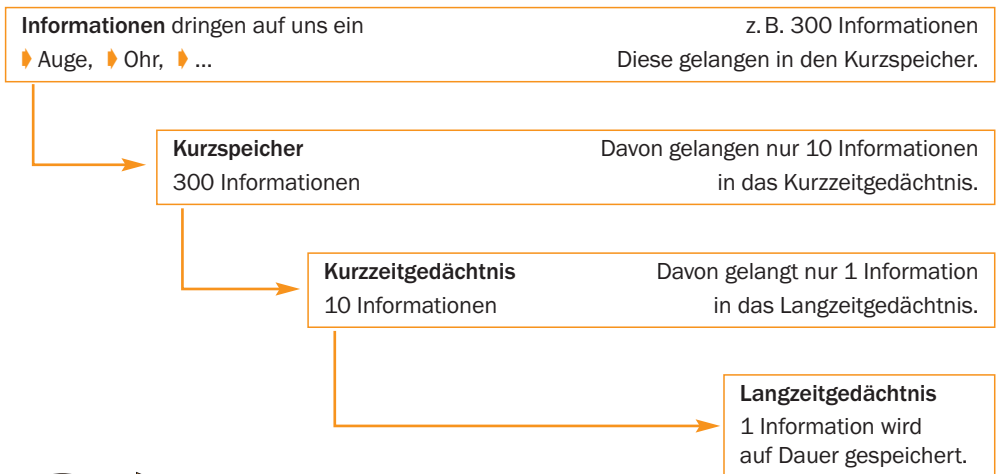 Informationen dringen auf uns ein z. B. 300 Informationen
Auge, Ohr, ... Diese gelangen in den Kurzspeicher.
Kurzspeicher Davon gelangen nur 10 Informationen
300 Informationen in das Kurzzeitgedächtnis.
Kurzzeitgedächtnis Davon gelangt nur 1 Information
10 Informationen in das Langzeitgedächtnis.
Langzeitgedächtnis
1 Information wird
auf Dauer gespeichert.